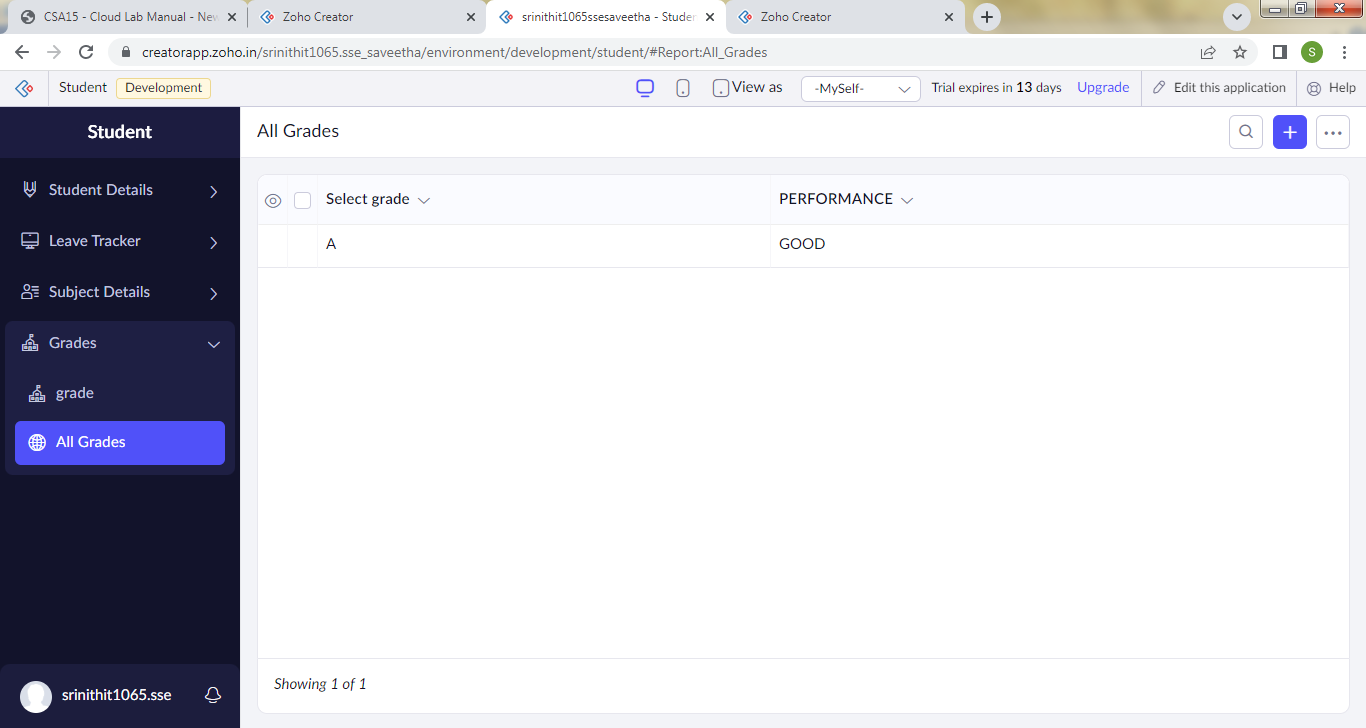 CSA15 - Cloud Lab Manual - Nev
Zoho Creator
srinithit1065ssesaveetha - Studen
Zoho Creator
creatorapp.zoho.in/srinithit1065.sse_saveetha/environment/development/student/#Report:All_Grades
S
Student
Development
View as
-MySelf-
Trial expires in 13 days
Upgrade
Edit this application
Help
Student
All Grades
Student Details
Leave Tracker
Subject Details
Grades
grade
All Grades
Select grade
PERFORMANCE
A
GOOD
Showing 1 of 1
srinithit1065.sse